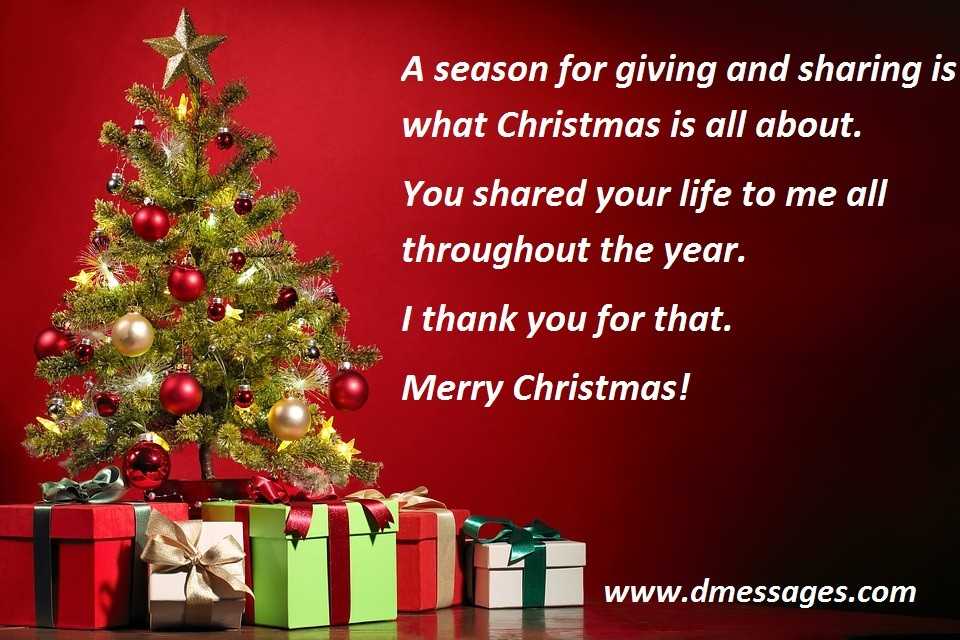 A season for giving and sharing is
what Christmas is all about.
You shared your life to me all
throughout the year.
I thank you for that.
Merry Christmas!
www.dmessages.com